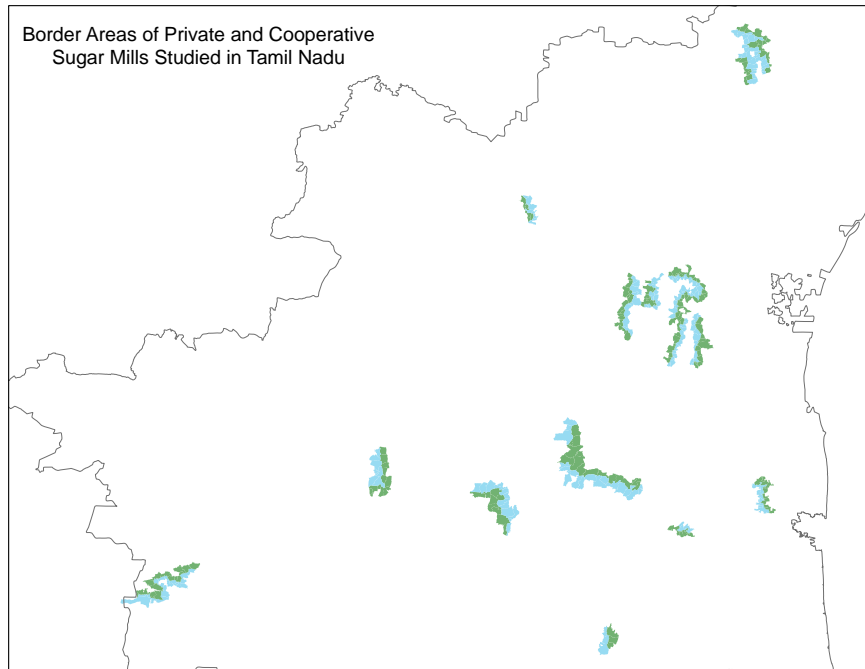 Border Areas of Private and Cooperative
Sugar Mills Studied in Tamil Nadu